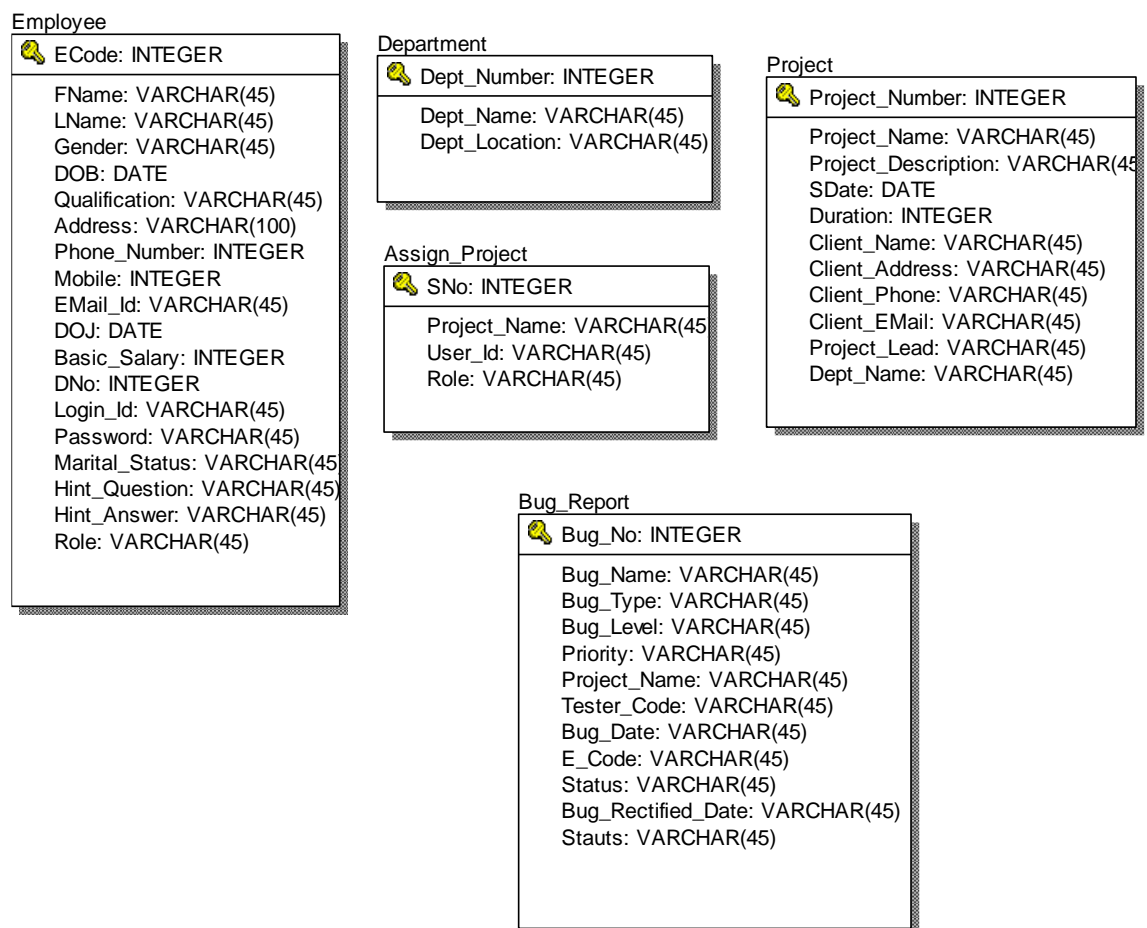 Employee
ECode: INTEGER
FName: VARCHAR(45)
LName: VARCHAR(45)
Gender: VARCHAR(45)
DOB: DATE
Qualification: VARCHAR(45)
Address: VARCHAR(100)
Phone_Number: INTEGER
Mobile: INTEGER
EMail_Id: VARCHAR(45)
DOJ: DATE
Basic_Salary: INTEGER
DNo: INTEGER
Login_Id: VARCHAR(45)
Password: VARCHAR(45)
Marital_Status: VARCHAR(45
Hint_Question: VARCHAR(45)
Hint_Answer: VARCHAR(45)
Role: VARCHAR(45)
Department
Dept_Number: INTEGER
Dept_Name: VARCHAR(45)
Dept_Location: VARCHAR(45)
Project
Project_Number: INTEGER
Project_Name: VARCHAR(45)
Project_Description: VARCHAR(45
SDate: DATE
Duration: INTEGER
Client_Name: VARCHAR(45)
Client_Address: VARCHAR(45)
Client_Phone: VARCHAR(45)
Client_EMail: VARCHAR(45)
Project_Lead: VARCHAR(45)
Dept_Name: VARCHAR(45)
Assign_Project
SNo: INTEGER
Project_Name: VARCHAR(45
User_Id: VARCHAR(45)
Role: VARCHAR(45)
Bug_Report
Bug_No: INTEGER
Bug_Name: VARCHAR(45)
Bug_Type: VARCHAR(45)
Bug_Level: VARCHAR(45)
Priority: VARCHAR(45)
Project_Name: VARCHAR(45)
Tester_Code: VARCHAR(45)
Bug_Date: VARCHAR(45)
E_Code: VARCHAR(45)
Status: VARCHAR(45)
Bug_Rectified_Date: VARCHAR(45)
Stauts: VARCHAR(45)